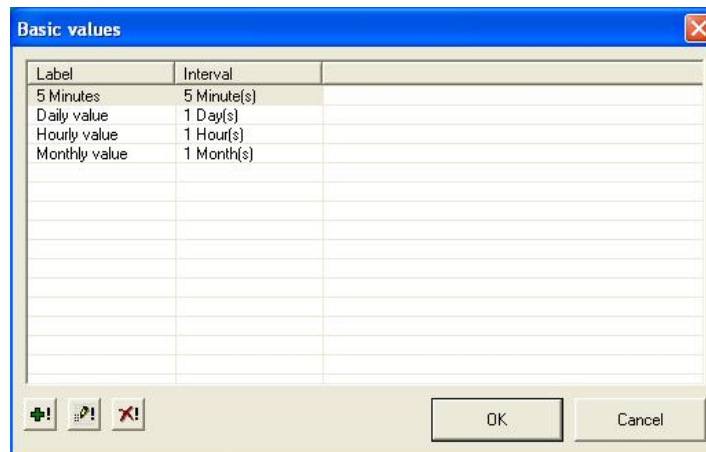 Basic values
Label Interval
5 Minutes 5 Minute(s)
Daily value 1 Day(s)
Hourly value 1 Hour(s)
Monthly value 1 Month(s)
! ! !
OK Cancel